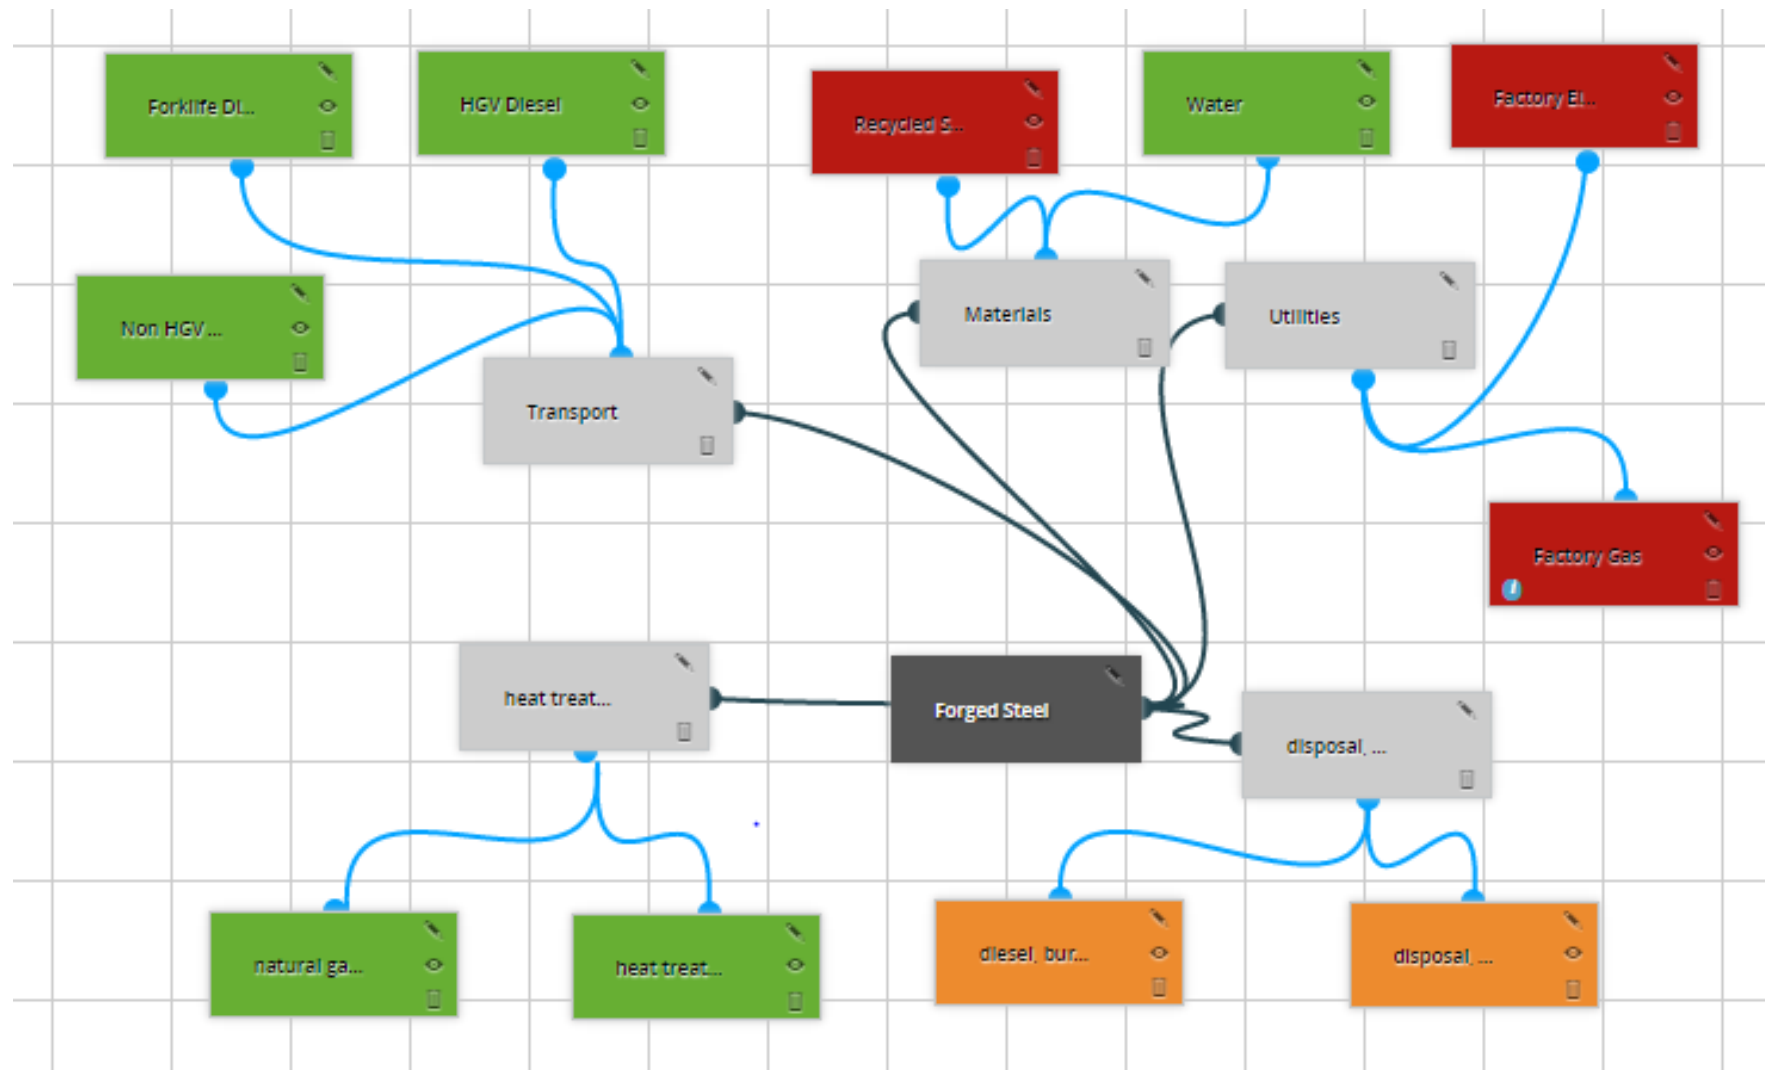 Forklife Di...
HGV Diesel
Recycled S...
Water
Factory El...
Non HGV ...
Materials
Utilities
Transport
Factory Gas
heat treat...
Forged Steel
disposal, ...
natural ga...
heat treat...
diesel, bur...
disposal, ...